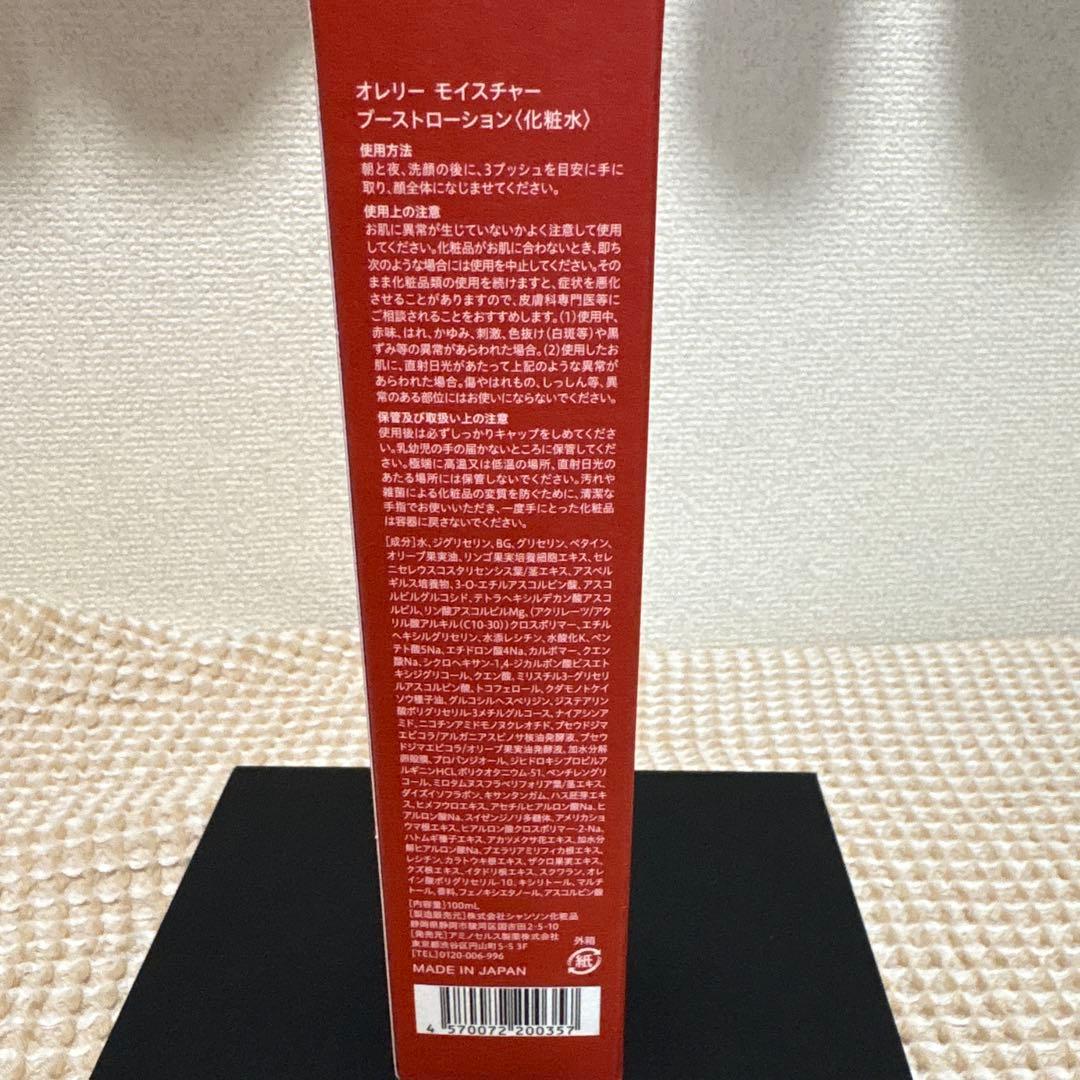 オレリー モイスチャー
ブーストローション〈化粧水〉
使用方法
朝と夜、洗顔の後に、3プッシュを目安に手に
取り、顔全体になじませてください。
使用上の注意
お肌に異常が生じていないかよく注意して使用
してください。化粧品がお肌に合わないとき、即ち
次のような場合には使用を中止してください。その
まま化粧品類の使用を続けますと、症状を悪化
させることがありますので、皮膚科専門医等に
ご相談されることをおすすめします。(1)使用中、
赤味、はれ、かゆみ、刺激、色抜け(白斑等)や黒
ずみ等の異常があらわれた場合。(2)使用したお
肌に、直射日光があたって上記のような異常が
あらわれた場合。傷やはれもの、しっしん等、異
常のある部位にはお使いにならないでください。
保管及び取扱い上の注意
使用後は必ずしっかりキャップをしめてくださ
い。乳幼児の手の届かないところに保管してくだ
さい。極端に高温又は低温の場所、直射日光の
あたる場所には保管しないでください。汚れや
雑菌による化粧品の変質を防ぐために、清潔な
手指でお使いいただき、一度手にとった化粧品
は容器に戻さないでください。
[成分]水、ジグリセリン、BG、グリセリン、ベタイン、
オリーブ果実油、リンゴ果実培養細胞エキス、セレ
ニセレウスコスタリセンシス葉/茎エキス、アスペル
ギルス培養物、3-O-エチルアスコルビン酸、アスコ
ルビルグルコシド、テトラヘキシルデカン酸アスコ
ルビル、リン酸アスコルビルMg、(アクリレーツ/アク
リル酸アルキル(C10-30))クロスポリマー、エチル
ヘキシルグリセリン、水添レシチン、水酸化K、ペン
テト酸5Na、エチドロン酸4Na、カルボマー、クエン
酸Na、シクロヘキサン-1,4-ジカルボン酸ビスエト
キシジグリコール、クエン酸、ミリスチル3-グリセリ
ルアスコルビン酸、トコフェロール、クダモノトケイ
ソウ種子油、グルコシルヘスペリジン、ジステアリン
酸ポリグリセリル-3メチルグルコース、ナイアシンア
ミド、ニコチンアミドモノヌクレオチド、プセウドジマ
エピコラ/アルガニアスピノサ核油発酵液、プセウ
ドジマエピコラ/オリーブ果実油発酵液、加水分解
卵殻膜、プロパンジオール、ジヒドロキシプロピルア
ルギニンHCl、ポリクオタニウム-51、ペンチレングリ
コール、ミロタムヌスフラベリフォリア葉/茎エキス、
ダイズイソフラボン、キサンタンガム、ハス胚芽エキ
ス、ヒメフウロエキス、アセチルヒアルロン酸Na、ヒ
アルロン酸Na、スイゼンジノリ多糖体、アメリカショ
ウマ根エキス、ヒアルロン酸クロスポリマー-2-Na、
ハトムギ種子エキス、アカツメクサ花エキス、加水分
解ヒアルロン酸Na、プエラリアミリフィカ根エキス、
レシチン、カラトウキ根エキス、ザクロ果実エキス、
クズ根エキス、イタドリ根エキス、スクワラン、オレ
イン酸ポリグリセリル-10、キシリトール、マルチ
トール、香料、フェノキシエタノール、アスコルビン酸
[内容量]100mL
[製造販売元]株式会社シャンソン化粧品
静岡県静岡市駿河区国吉田2-5-10
[発売元]アミノセルス製薬株式会社
東京都渋谷区円山町5-5 3F
[TEL]0120-006-996
外箱
紙
MADE IN JAPAN
4 570072 200357